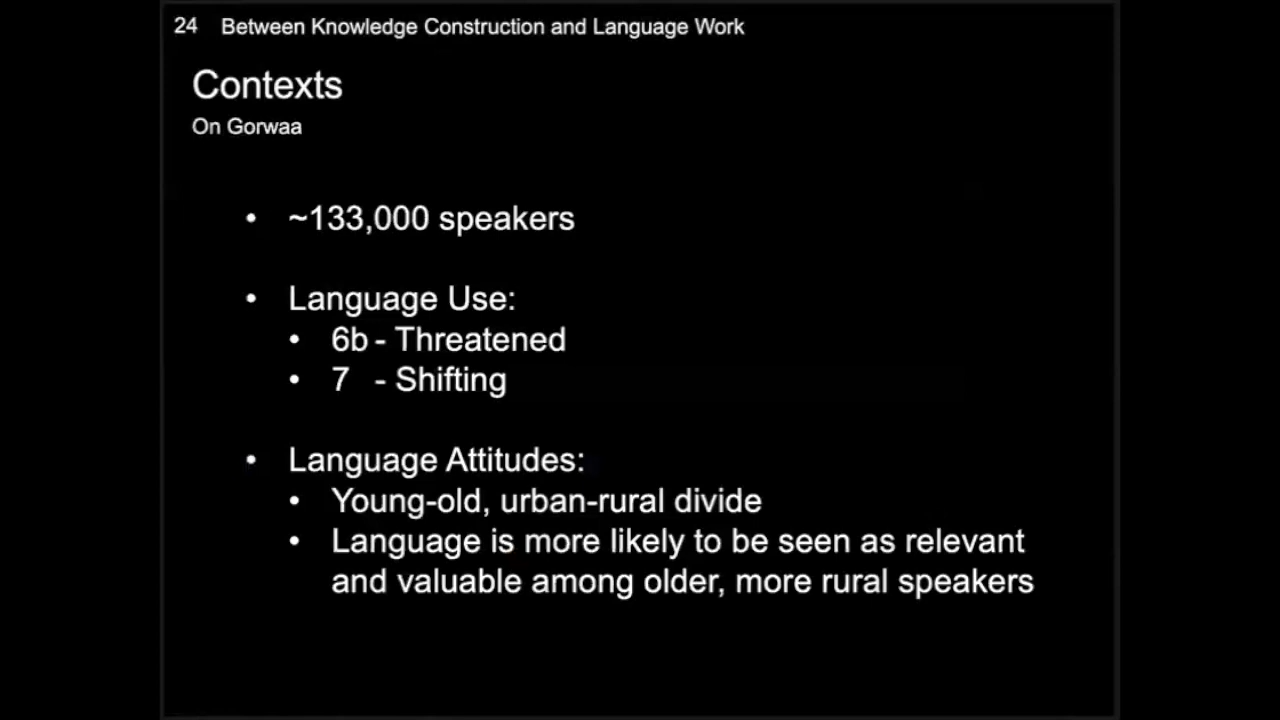 24 Between Knowledge Construction and Language Work
Contexts
On Gorwaa
• ~133,000 speakers
• Language Use:
• 6b - Threatened
• 7 - Shifting
• Language Attitudes:
• Young-old, urban-rural divide
• Language is more likely to be seen as relevant
and valuable among older, more rural speakers